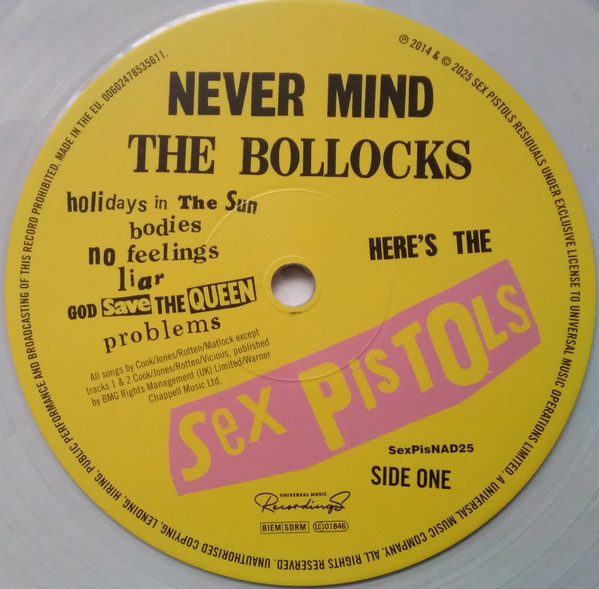 NEVER MIND
THE BOLLOCKS
holidays in The Sun
bodies
no feelings
liar
GOD Save THE QUEEN
problems
HERE'S THE
Sex PisTOLs
All songs by Cook/Jones/Rotten/Matlock except
tracks 1 & 2 Cook/Jones/Rotten/Vicious, published
by BMG Rights Management (UK) Limited/Warner
Chappell Music Ltd.
SexPisNAD25
SIDE ONE
UNIVERSAL MUSIC
Recordings
BIEM SDRM LC 01846
℗ 2014 & © 2025 SEX PISTOLS RESIDUALS UNDER EXCLUSIVE LICENSE TO UNIVERSAL MUSIC OPERATIONS LIMITED. A UNIVERSAL MUSIC COMPANY. ALL RIGHTS RESERVED. UNAUTHORISED COPYING, LENDING, HIRING, PUBLIC PERFORMANCE AND BROADCASTING OF THIS RECORD PROHIBITED. MADE IN THE EU. 00602478535611.